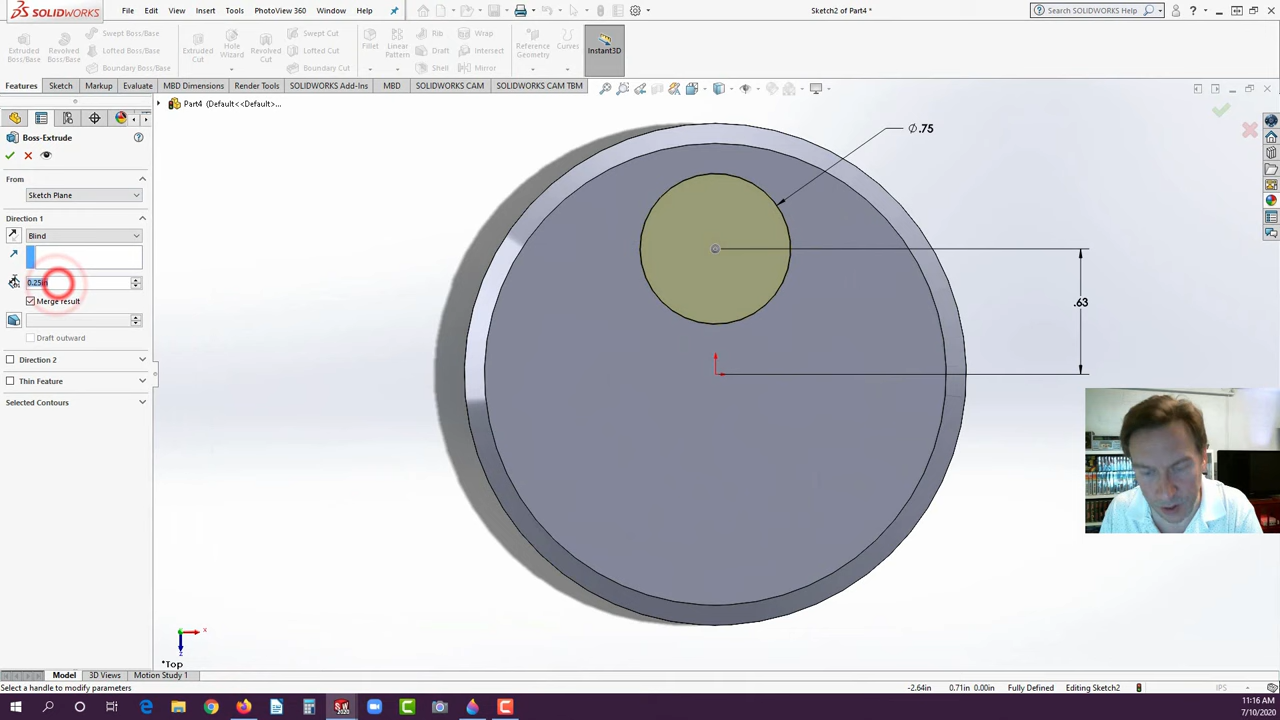 SOLIDWORKS File Edit View Insert Tools PhotoView 360 Window Sketch2 of Part4 * Search SOLIDWORKS Help
Extruded Boss/Base
Revolved Boss/Base
Swept Boss/Base
Lofted Boss/Base
Boundary Boss/Base
Extruded Cut
Hole Wizard
Revolved Cut
Swept Cut
Lofted Cut
Boundary Cut
Fillet
Linear Pattern
Rib
Draft
Shell
Wrap
Intersect
Mirror
Reference Geometry
Curves
Instant3D
Features Sketch Markup Evaluate MBD Dimensions Render Tools SOLIDWORKS Add-Ins MBD SOLIDWORKS CAM SOLIDWORKS CAM TBM
Part4 (Default<<Default>...
Boss-Extrude
From
Sketch Plane
Direction 1
Blind
0.25in
Merge result
Draft outward
Direction 2
Thin Feature
Selected Contours
Ø.75
.63
x
z
*Top
Model 3D Views Motion Study 1
Select a handle to modify parameters -2.64in 0.71in 0.00in Fully Defined Editing Sketch2 IPS
11:16 AM
7/10/2020